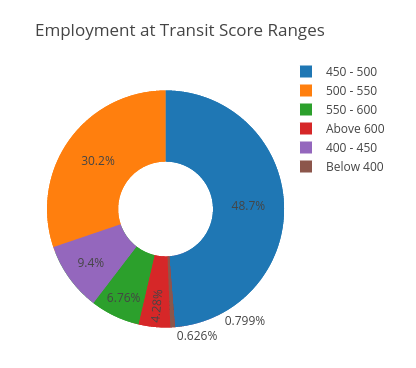 Employment at Transit Score Ranges
450 - 500
500 - 550
550 - 600
Above 600
400 - 450
Below 400
30.2%
48.7%
9.4%
6.76%
4.28%
0.799%
0.626%